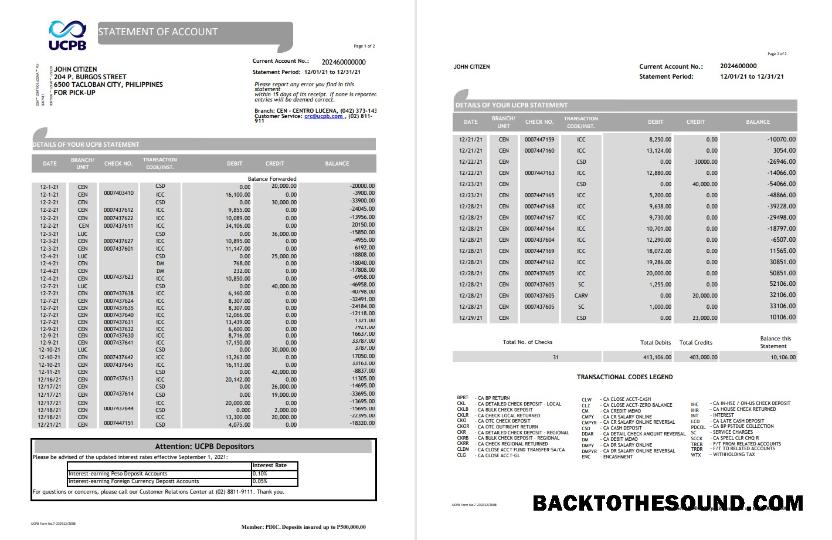 UCPB
STATEMENT OF ACCOUNT
Page 1 of 2
JOHN CITIZEN
204 P. BURGOS STREET
6500 TACLOBAN CITY, PHILIPPINES
FOR PICK-UP
Current Account No.: 202460000000
Statement Period: 12/01/21 to 12/31/21
Please report any error you find in this
statement
within 15 days of its receipt. If none is reported
entries will be deemed correct.
Branch: CEN - CENTRO LUCENA, (042) 373-143
Customer Service: crc@ucpb.com , (02) 811-
911
DETAILS OF YOUR UCPB STATEMENT
DATE BRANCH/ UNIT CHECK NO. TRANSACTION CODE/INST. DEBIT CREDIT BALANCE
Balance Forwarded
12-1-21 CEN CSD 0.00 20,000.00 -20000.00
12-1-21 CEN 0007403410 ICC 16,100.00 0.00 -3900.00
12-2-21 CEN CSD 0.00 30,000.00 -33900.00
12-2-21 CEN 0007437612 ICC 9,855.00 0.00 -24045.00
12-2-21 CEN 0007437622 ICC 10,089.00 0.00 -13956.00
12-2-21 CEN 0007437611 ICC 34,106.00 0.00 20150.00
12-3-21 LUC CSD 0.00 36,000.00 -15850.00
12-3-21 CEN 0007437627 ICC 10,895.00 0.00 -4955.00
12-3-21 CEN 0007437601 ICC 11,147.00 0.00 6192.00
12-4-21 LUC CSD 0.00 25,000.00 -18808.00
12-4-21 CEN DM 768.00 0.00 -18040.00
12-4-21 CEN DM 232.00 0.00 -17808.00
12-4-21 CEN 0007437623 ICC 10,850.00 0.00 -6958.00
12-7-21 LUC CSD 0.00 40,000.00 -46958.00
12-7-21 CEN 0007437638 ICC 6,160.00 0.00 -40798.00
12-7-21 CEN 0007437624 ICC 8,307.00 0.00 -32491.00
12-7-21 CEN 0007437635 ICC 8,307.00 0.00 -24184.00
12-7-21 CEN 0007437640 ICC 12,066.00 0.00 -12118.00
12-7-21 CEN 0007437631 ICC 13,439.00 0.00 1321.00
12-9-21 CEN 0007437632 ICC 6,600.00 0.00 7921.00
12-9-21 CEN 0007437630 ICC 8,716.00 0.00 16637.00
12-9-21 CEN 0007437641 ICC 17,150.00 0.00 33787.00
12-10-21 LUC CSD 0.00 30,000.00 3787.00
12-10-21 CEN 0007437642 ICC 13,263.00 0.00 17050.00
12-10-21 CEN 0007437645 ICC 16,113.00 0.00 33163.00
12-11-21 CEN CSD 0.00 42,000.00 -8837.00
12/16/21 CEN 0007437613 ICC 20,142.00 0.00 11305.00
12/17/21 CEN CSD 0.00 26,000.00 -14695.00
12/17/21 CEN 0007437614 CSD 0.00 19,000.00 -33695.00
12/17/21 CEN ICC 20,000.00 0.00 -13695.00
12/18/21 CEN CSD 0.000 2,000.00 -15695.00
12/18/21 CEN ICC 13,300.00 20,000.00 -22395.00
12/21/21 CEN 0007447151 CSD 4,075.00 0.00 -18320.00
Attention: UCPB Depositors
Please be advised of the updated interest rates effective September 1, 2021:
Interest Rate
Interest-earning Peso Deposit Accounts 0.10%
Interest-earning Foreign Currency Deposit Accounts 0.05%
For questions or concerns, please call our Customer Relations Center at (02) 8811-9111. Thank you.
Member: PDIC. Deposits insured up to P500,000.00
Page 2 of 2
JOHN CITIZEN
Current Account No.: 2024600000
Statement Period: 12/01/21 to 12/31/21
DETAILS OF YOUR UCPB STATEMENT
DATE BRANCH/ UNIT CHECK NO. TRANSACTION CODE/INST. DEBIT CREDIT BALANCE
12/21/21 CEN 0007447159 ICC 8,250.00 0.00 -10070.00
12/21/21 CEN 0007447160 ICC 13,124.00 0.00 3054.00
12/22/21 CEN CSD 0.00 30000.00 -26946.00
12/22/21 CEN 0007447163 ICC 12,880.00 0.00 -14066.00
12/23/21 CEN CSD 0.00 40,000.00 -54066.00
12/23/21 CEN 0007447165 ICC 5,200.00 0.00 -48866.00
12/28/21 CEN 0007447168 ICC 9,638.00 0.00 -39228.00
12/28/21 CEN 0007447167 ICC 9,730.00 0.00 -29498.00
12/28/21 CEN 0007447164 ICC 10,701.00 0.00 -18797.00
12/28/21 CEN 0007437604 ICC 12,290.00 0.00 -6507.00
12/28/21 CEN 0007447169 ICC 18,072.00 0.00 11565.00
12/28/21 CEN 0007447162 ICC 19,286.00 0.00 30851.00
12/28/21 CEN 0007437605 ICC 20,000.00 0.00 50851.00
12/28/21 CEN 0007437605 SC 1,255.00 0.00 52106.00
12/28/21 CEN 0007437605 CARV 0.00 20,000.00 32106.00
12/28/21 CEN 0007437605 SC 1,000.00 0.00 33106.00
12/29/21 CEN CSD 0.00 23,000.00 10106.00
Total No. of Checks Total Debits Total Credits Balance this Statement
31 413,106.00 403,000.00 10,106.00
TRANSACTIONAL CODES LEGEND
BPET - CA BP RETURN
CKL - CA DETAILED CHECK DEPOSIT - LOCAL
CKLB - CA BULK CHECK DEPOSIT
CKLR - CA CHECK LOCAL RETURNED
CKO - CA OTC CHECK DEPOSIT
CKOR - CA OTC OUTRIGHT RETURN
CKR - CA DETAILED CHECK DEPOSIT - REGIONAL
CKRB - CA BULK CHECK DEPOSIT - REGIONAL
CKRR - CA CHECK REGIONAL RETURNED
CLDM - CA CLOSE ACCT FUND TRANSFER-SA/CA
CLG - CA CLOSE ACCT-GL
CLW - CA CLOSE ACCT-CASH
CLZ - CA CLOSE ACCT-ZERO BALANCE
CM - CA CREDIT MEMO
CMPY - CA CR SALARY ONLINE
CMPYR - CA CR SALARY ONLINE REVERSAL
CSD - CA CASH DEPOSIT
DDAR - CA DETAIL CHECK AMOUNT REVERSAL
DM - CA DEBIT MEMO
DMPY - CA DR SALARY ONLINE
DMPYR - CA DR SALARY ONLINE REVERSAL
ENC - ENCASHMENT
IHC - CA IN-HSE / ON-US CHECK DEPOSIT
IHR - CA HOUSE CHECK RETURNED
INT - INTEREST
LCD - CA LATE CASH DEPOSIT
PDCOL - CA BP PSTDUE COLLECTION
SC - SERVICE CHARGES
SCCK - CA SPECL CLR CHQ R
TRCR - F/T FROM RELATED ACCOUNTS
TRDR - F/T TO RELATED ACCOUNTS
WTX - WITHHOLDING TAX
BACKTOTHESOUND.COM